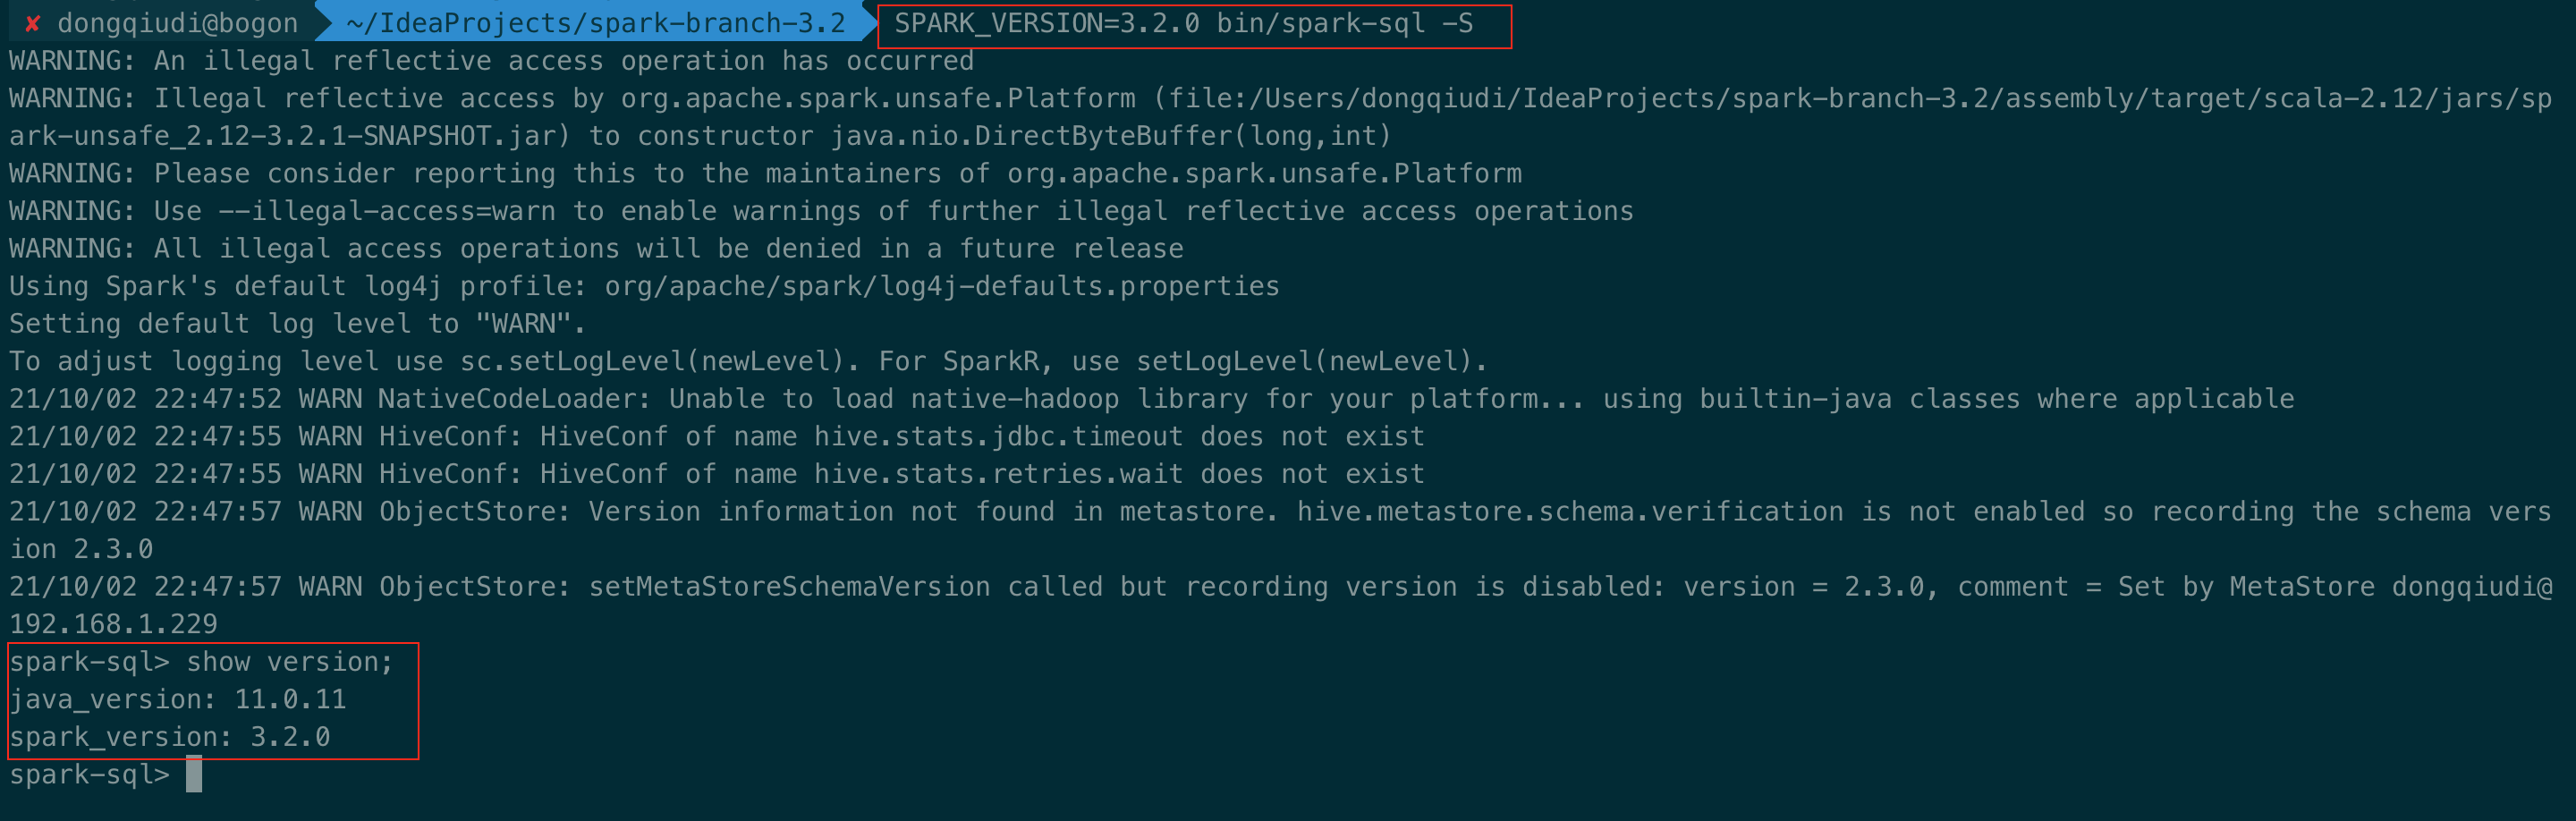 ✘ dongqiudi@bogon ~/IdeaProjects/spark-branch-3.2 SPARK_VERSION=3.2.0 bin/spark-sql -S
WARNING: An illegal reflective access operation has occurred
WARNING: Illegal reflective access by org.apache.spark.unsafe.Platform (file:/Users/dongqiudi/IdeaProjects/spark-branch-3.2/assembly/target/scala-2.12/jars/sp
ark-unsafe_2.12-3.2.1-SNAPSHOT.jar) to constructor java.nio.DirectByteBuffer(long,int)
WARNING: Please consider reporting this to the maintainers of org.apache.spark.unsafe.Platform
WARNING: Use --illegal-access=warn to enable warnings of further illegal reflective access operations
WARNING: All illegal access operations will be denied in a future release
Using Spark's default log4j profile: org/apache/spark/log4j-defaults.properties
Setting default log level to "WARN".
To adjust logging level use sc.setLogLevel(newLevel). For SparkR, use setLogLevel(newLevel).
21/10/02 22:47:52 WARN NativeCodeLoader: Unable to load native-hadoop library for your platform... using builtin-java classes where applicable
21/10/02 22:47:55 WARN HiveConf: HiveConf of name hive.stats.jdbc.timeout does not exist
21/10/02 22:47:55 WARN HiveConf: HiveConf of name hive.stats.retries.wait does not exist
21/10/02 22:47:57 WARN ObjectStore: Version information not found in metastore. hive.metastore.schema.verification is not enabled so recording the schema vers
ion 2.3.0
21/10/02 22:47:57 WARN ObjectStore: setMetaStoreSchemaVersion called but recording version is disabled: version = 2.3.0, comment = Set by MetaStore dongqiudi@
192.168.1.229
spark-sql> show version;
java_version: 11.0.11
spark_version: 3.2.0
spark-sql>